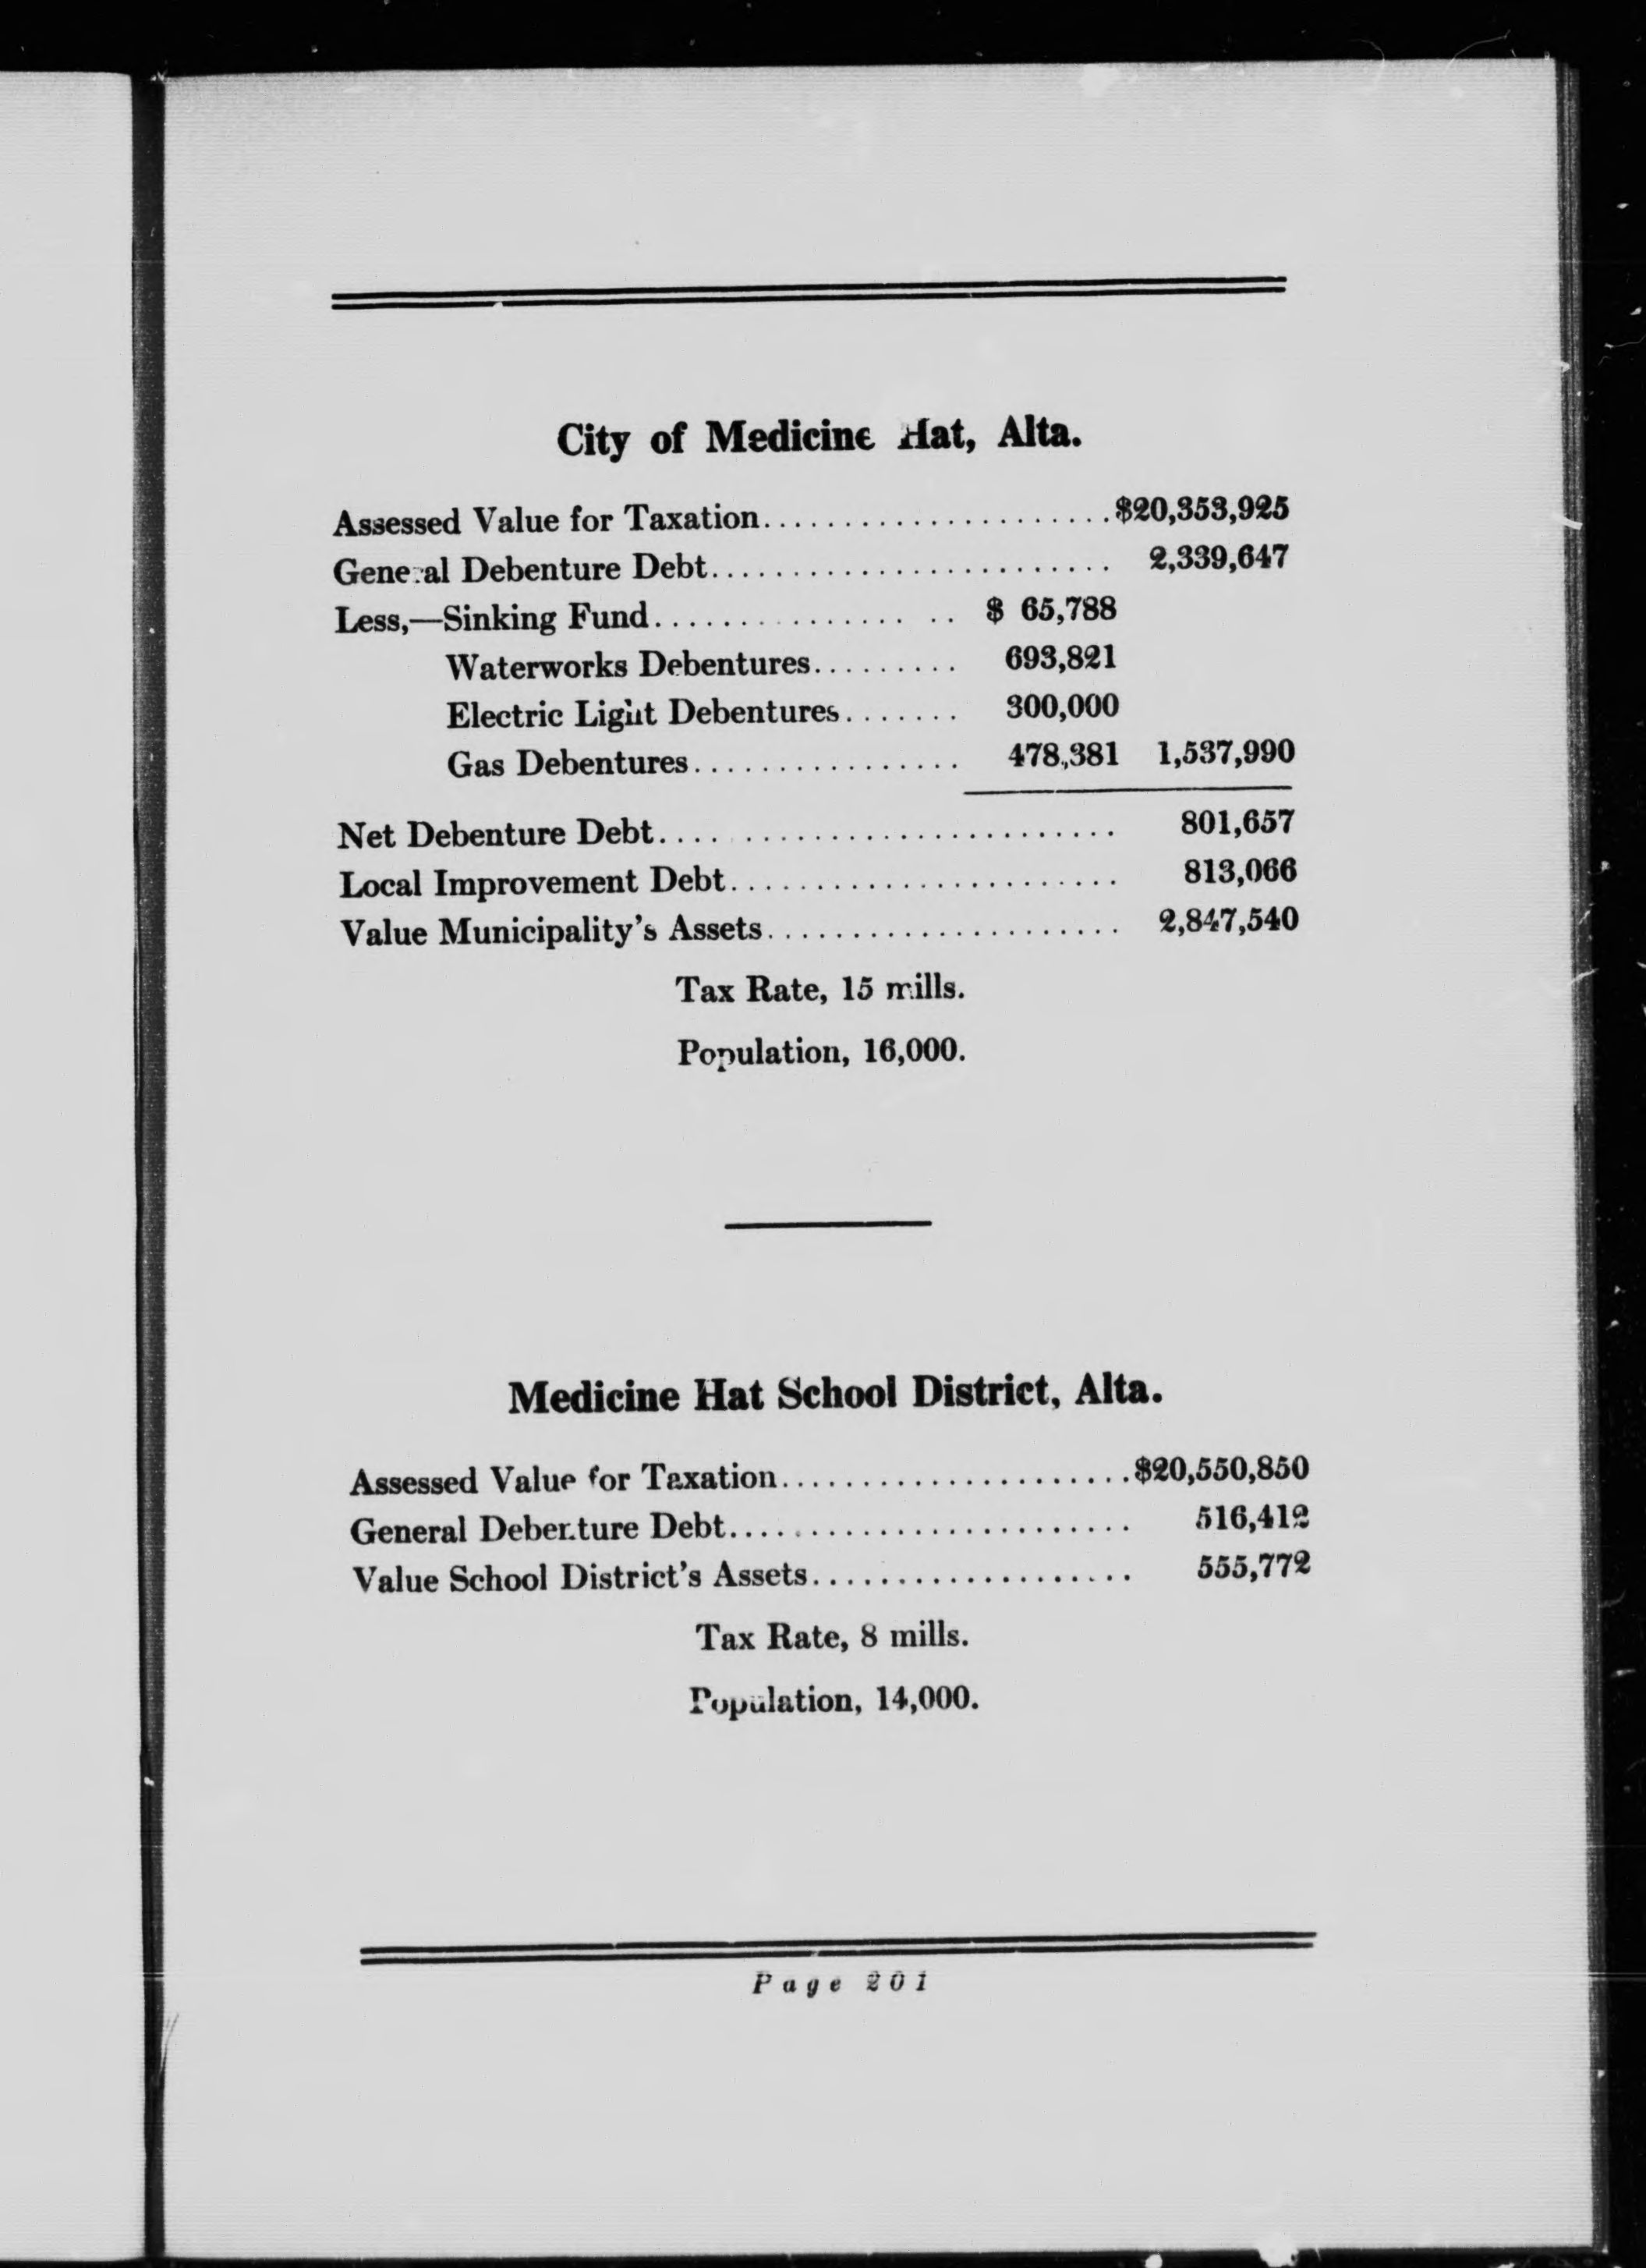 City of Medicine Hat, Alta.
Assessed Value for Taxation.....................$20,353,925
General Debenture Debt........................ 2,339,647
Less,—Sinking Fund.................. $ 65,788
Waterworks Debentures......... 693,821
Electric Light Debentures....... 300,000
Gas Debentures................ 478,381 1,537,990
Net Debenture Debt........................... 801,657
Local Improvement Debt....................... 813,066
Value Municipality's Assets..................... 2,847,540
Tax Rate, 15 mills.
Population, 16,000.
Medicine Hat School District, Alta.
Assessed Value for Taxation.....................$20,550,850
General Debenture Debt........................ 516,412
Value School District's Assets................... 555,772
Tax Rate, 8 mills.
Population, 14,000.
Page 201